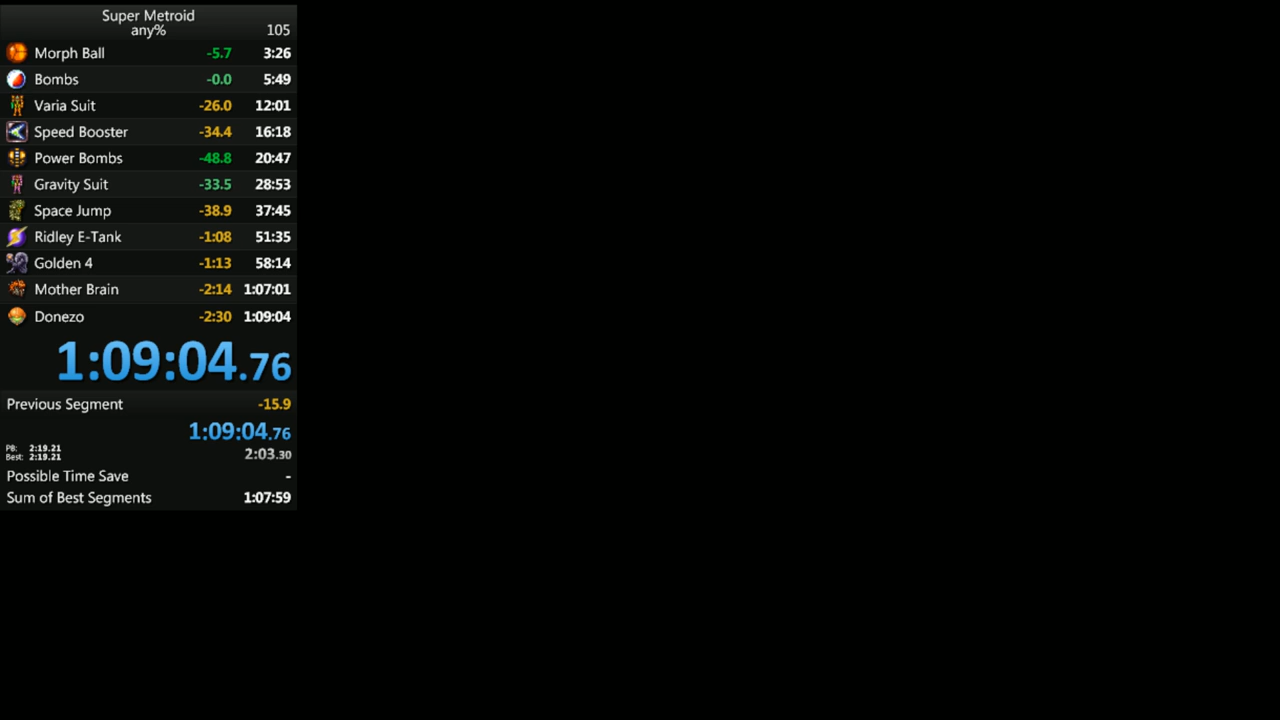 Super Metroid
any% 105
Morph Ball -5.7 3:26
Bombs -0.0 5:49
Varia Suit -26.0 12:01
Speed Booster -34.4 16:18
Power Bombs -48.8 20:47
Gravity Suit -33.5 28:53
Space Jump -38.9 37:45
Ridley E-Tank -1:08 51:35
Golden 4 -1:13 58:14
Mother Brain -2:14 1:07:01
Donezo -2:30 1:09:04
1:09:04.76
Previous Segment -15.9
1:09:04.76
PB: 2:19.21
Best: 2:19.21
2:03.30
Possible Time Save -
Sum of Best Segments 1:07:59